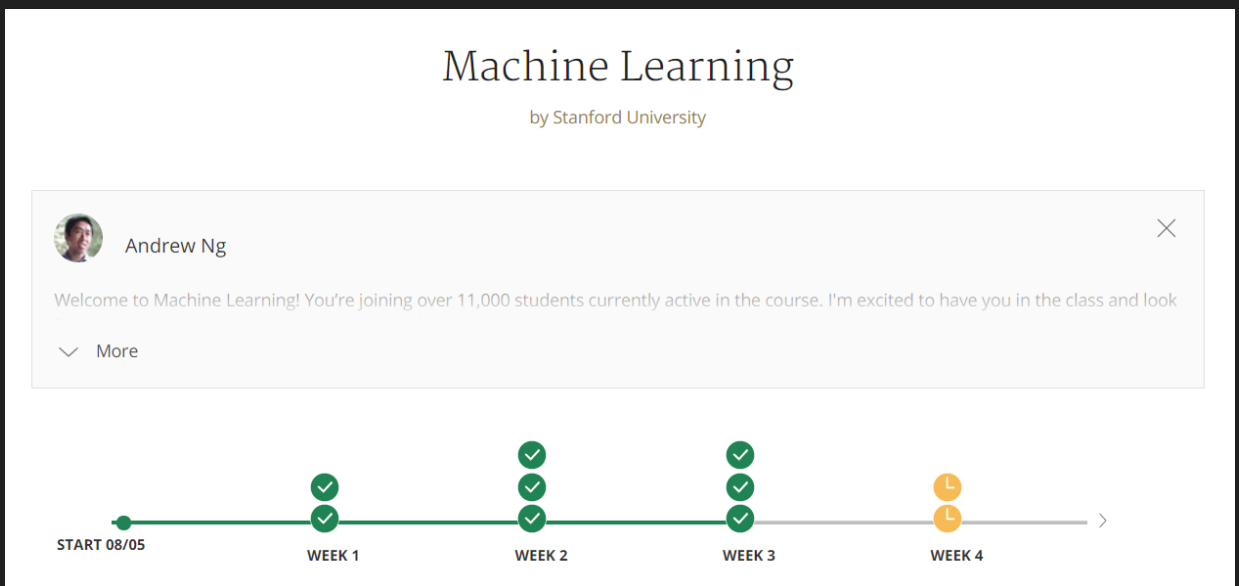 Machine Learning
by Stanford University
Andrew Ng
Welcome to Machine Learning! You're joining over 11,000 students currently active in the course. I'm excited to have you in the class and look
More
START 08/05
WEEK 1
WEEK 2
WEEK 3
WEEK 4